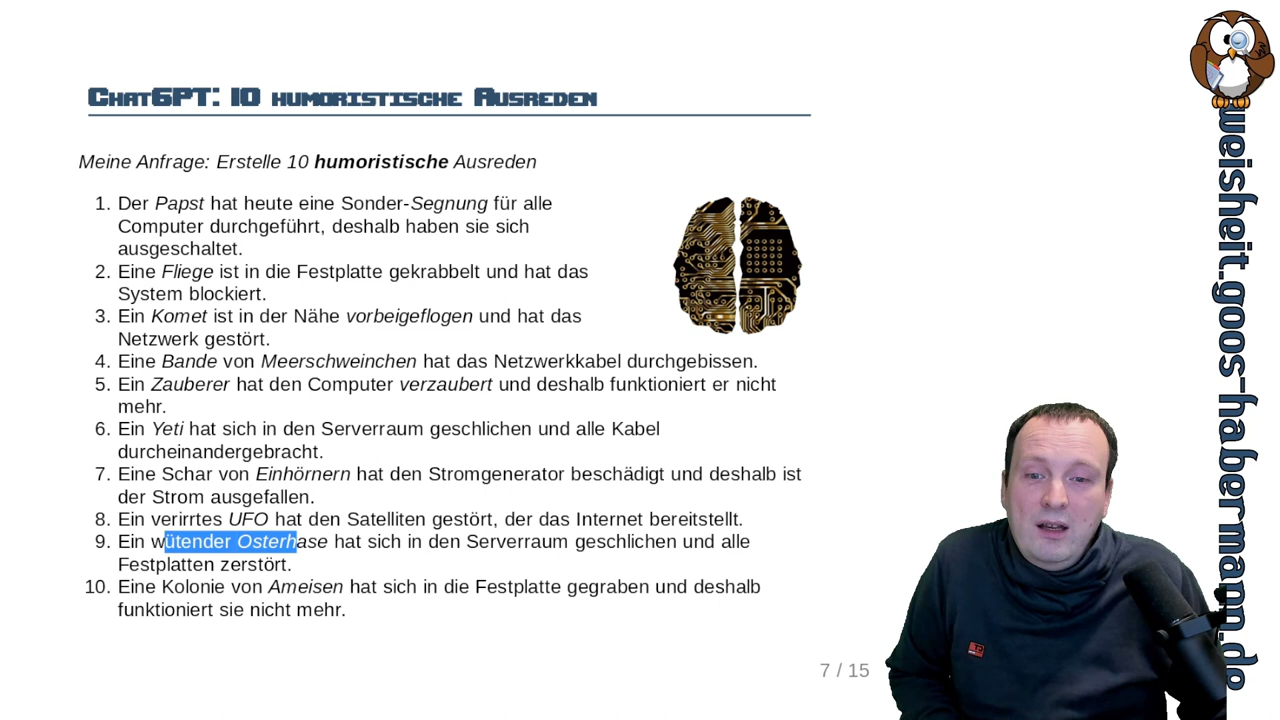 ChatGPT: 10 humoristische Ausreden
Meine Anfrage: Erstelle 10 humoristische Ausreden
1. Der Papst hat heute eine Sonder-Segnung für alle
Computer durchgeführt, deshalb haben sie sich
ausgeschaltet.
2. Eine Fliege ist in die Festplatte gekrabbelt und hat das
System blockiert.
3. Ein Komet ist in der Nähe vorbeigeflogen und hat das
Netzwerk gestört.
4. Eine Bande von Meerschweinchen hat das Netzwerkkabel durchgebissen.
5. Ein Zauberer hat den Computer verzaubert und deshalb funktioniert er nicht
mehr.
6. Ein Yeti hat sich in den Serverraum geschlichen und alle Kabel
durcheinandergebracht.
7. Eine Schar von Einhörnern hat den Stromgenerator beschädigt und deshalb ist
der Strom ausgefallen.
8. Ein verirrtes UFO hat den Satelliten gestört, der das Internet bereitstellt.
9. Ein wütender Osterhase hat sich in den Serverraum geschlichen und alle
Festplatten zerstört.
10. Eine Kolonie von Ameisen hat sich in die Festplatte gegraben und deshalb
funktioniert sie nicht mehr.
7 / 15
weisheit.goos-habermann.de